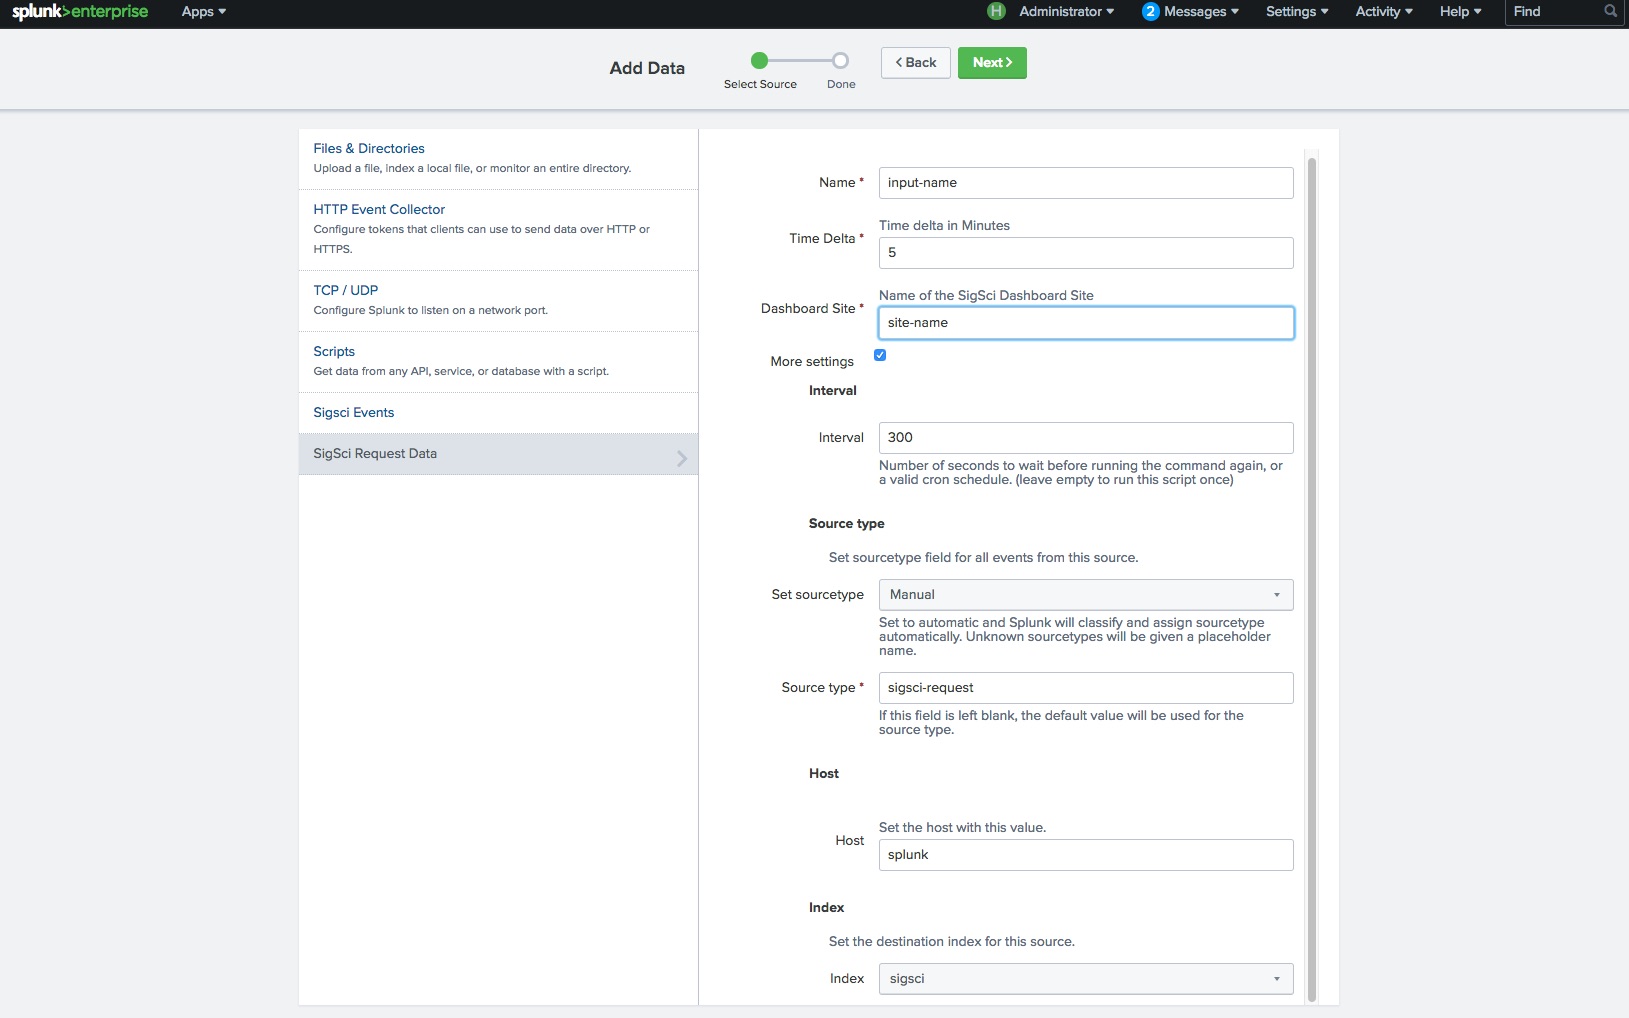 splunk>enterprise Apps H Administrator 2 Messages Settings Activity Help Find
Add Data
Select Source Done
< Back Next >
Files & Directories
Upload a file, index a local file, or monitor an entire directory.
HTTP Event Collector
Configure tokens that clients can use to send data over HTTP or
HTTPS.
TCP / UDP
Configure Splunk to listen on a network port.
Scripts
Get data from any API, service, or database with a script.
Sigsci Events
SigSci Request Data
Name * input-name
Time delta in Minutes
Time Delta * 5
Name of the SigSci Dashboard Site
Dashboard Site * site-name
More settings
Interval
Interval 300
Number of seconds to wait before running the command again, or
a valid cron schedule. (leave empty to run this script once)
Source type
Set sourcetype field for all events from this source.
Set sourcetype Manual
Set to automatic and Splunk will classify and assign sourcetype
automatically. Unknown sourcetypes will be given a placeholder
name.
Source type * sigsci-request
If this field is left blank, the default value will be used for the
source type.
Host
Set the host with this value.
Host splunk
Index
Set the destination index for this source.
Index sigsci